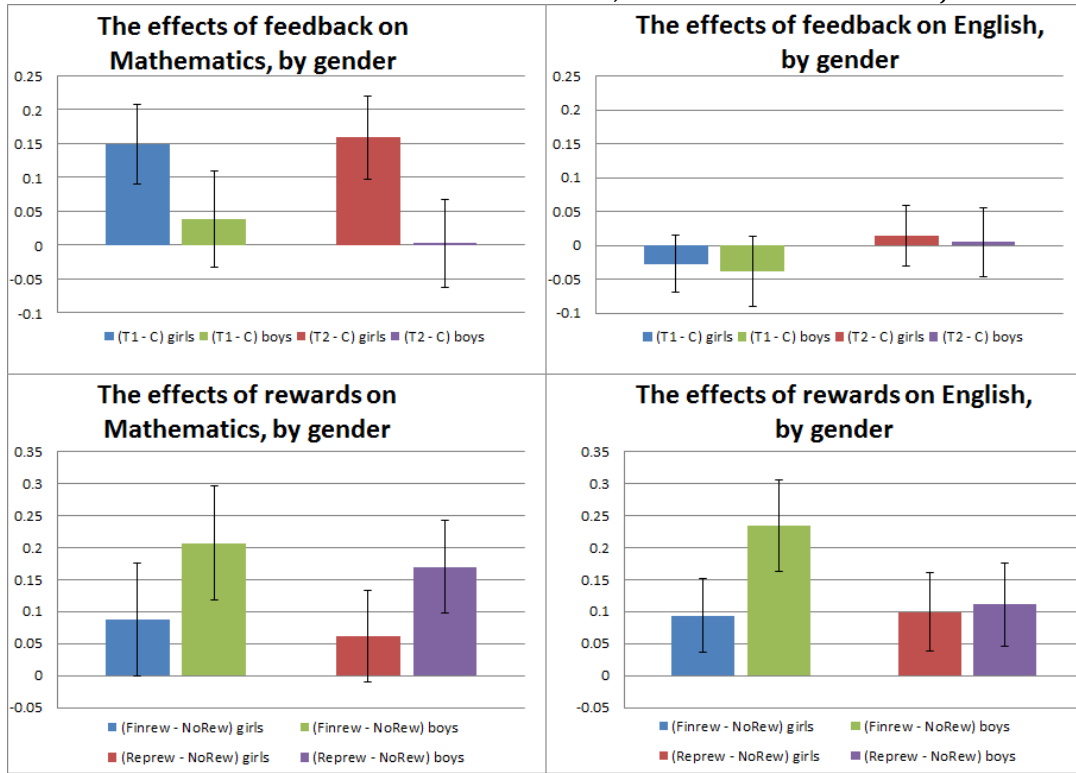 The effects of feedback on
Mathematics, by gender
0.25
0.2
0.15
0.1
0.05
0
-0.05
-0.1
(T1 - C) girls (T1 - C) boys (T2 - C) girls (T2 - C) boys
The effects of feedback on English,
by gender
0.25
0.2
0.15
0.1
0.05
0
-0.05
-0.1
(T1 - C) girls (T1 - C) boys (T2 - C) girls (T2 - C) boys
The effects of rewards on
Mathematics, by gender
0.35
0.3
0.25
0.2
0.15
0.1
0.05
0
-0.05
(Finrew - NoRew) girls (Finrew - NoRew) boys
(Reprew - NoRew) girls (Reprew - NoRew) boys
The effects of rewards on English,
by gender
0.35
0.3
0.25
0.2
0.15
0.1
0.05
0
-0.05
(Finrew - NoRew) girls (Finrew - NoRew) boys
(Reprew - NoRew) girls (Reprew - NoRew) boys